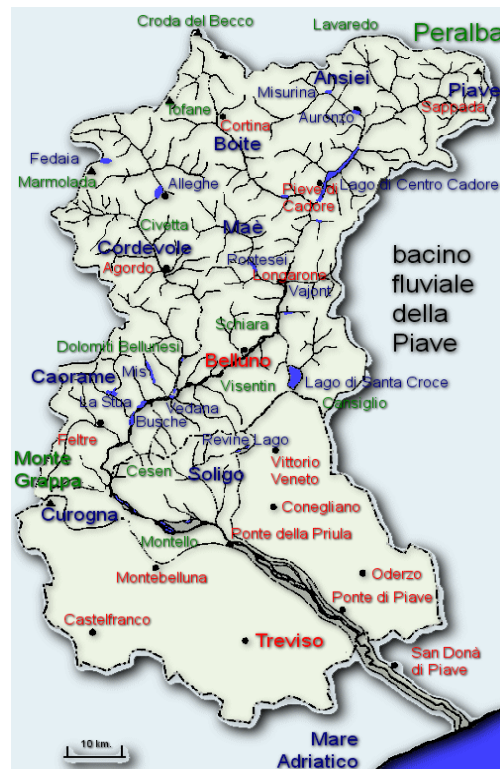 Croda del Becco
Lavaredo
Peralba
Ansiei
Misurina
Piave
Tofane
Sappada
Auronzo
Cortina
Boite
Fedaia
Marmolada
Alleghe
Pieve di
Cadore
Lago di Centro Cadore
Civetta
Maè
Cordevole
Pontesei
Agordo
Longarone
Vajont
bacino
fluviale
della
Piave
Schiara
Dolomiti Bellunesi
Belluno
Mis
Caorame
Visentin
Lago di Santa Croce
La Stua
Vedana
Cansiglio
Busche
Feltre
Revine Lago
Monte
Grappa
Cesen
Soligo
Vittorio
Veneto
Conegliano
Curogna
Montello
Ponte della Priula
Montebelluna
Oderzo
Ponte di Piave
Castelfranco
Treviso
San Donà
di Piave
10 km.
Mare
Adriatico